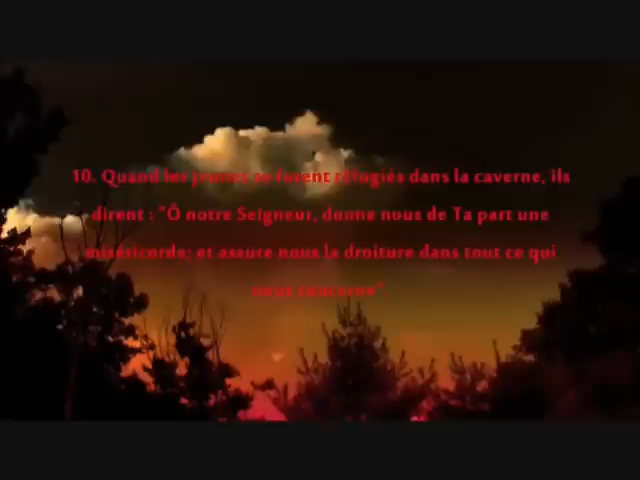 10. Quand les jeunes se furent réfugiés dans la caverne, ils
dirent : "Ô notre Seigneur, donne nous de Ta part une
miséricorde; et assure nous la droiture dans tout ce qui
nous concerne".